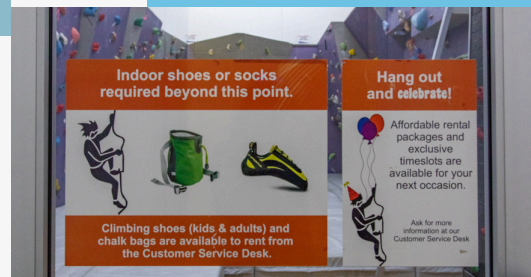 Indoor shoes or socks
required beyond this point.
Climbing shoes (kids & adults) and
chalk bags are available to rent from
the Customer Service Desk.
Hang out
and celebrate!
Affordable rental
packages and
exclusive
timeslots are
available for your
next occasion.
Ask for more
information at our
Customer Service Desk